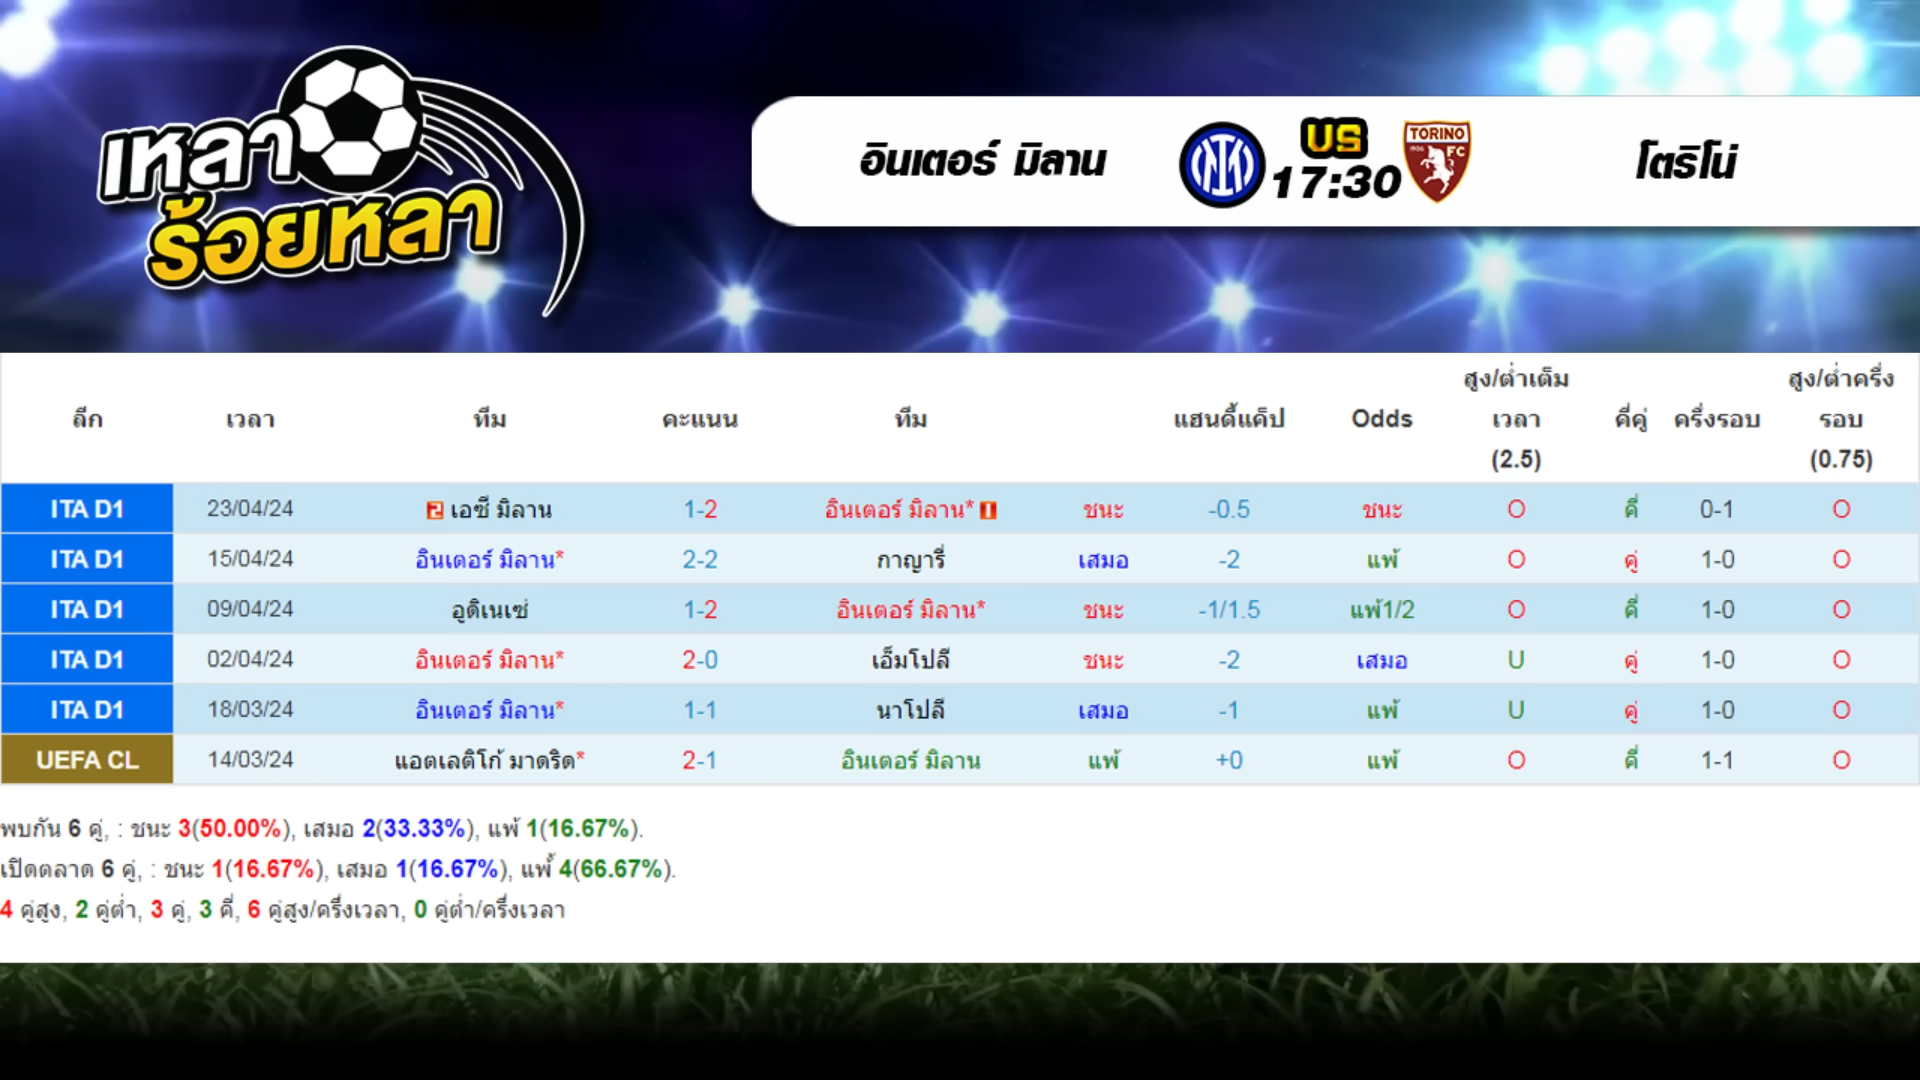 เหลา
ร้อยหลา
อินเตอร์ มิลาน
VS
17:30
TORINO
1906 FC
โตริโน่
ลีก เวลา ทีม คะแนน ทีม แฮนดี้แค็ป Odds สูง/ต่ำเต็มเวลา (2.5) คี่คู่ ครึ่งรอบ สูง/ต่ำครึ่งรอบ (0.75)
ITA D1 23/04/24 2 เอซี มิลาน 1-2 อินเตอร์ มิลาน* 1 ชนะ -0.5 ชนะ O คี่ 0-1 O
ITA D1 15/04/24 อินเตอร์ มิลาน* 2-2 กาญารี่ เสมอ -2 แพ้ O คู่ 1-0 O
ITA D1 09/04/24 อูดิเนเซ่ 1-2 อินเตอร์ มิลาน* ชนะ -1/1.5 แพ้1/2 O คี่ 1-0 O
ITA D1 02/04/24 อินเตอร์ มิลาน* 2-0 เอ็มโปลี ชนะ -2 เสมอ U คู่ 1-0 O
ITA D1 18/03/24 อินเตอร์ มิลาน* 1-1 นาโปลี เสมอ -1 แพ้ U คู่ 1-0 O
UEFA CL 14/03/24 แอตเลติโก้ มาดริด* 2-1 อินเตอร์ มิลาน แพ้ +0 แพ้ O คี่ 1-1 O
พบกัน 6 คู่, : ชนะ 3(50.00%), เสมอ 2(33.33%), แพ้ 1(16.67%).
เปิดตลาด 6 คู่, : ชนะ 1(16.67%), เสมอ 1(16.67%), แพ้ 4(66.67%).
4 คู่สูง, 2 คู่ต่ำ, 3 คู่, 3 คี่, 6 คู่สูง/ครึ่งเวลา, 0 คู่ต่ำ/ครึ่งเวลา